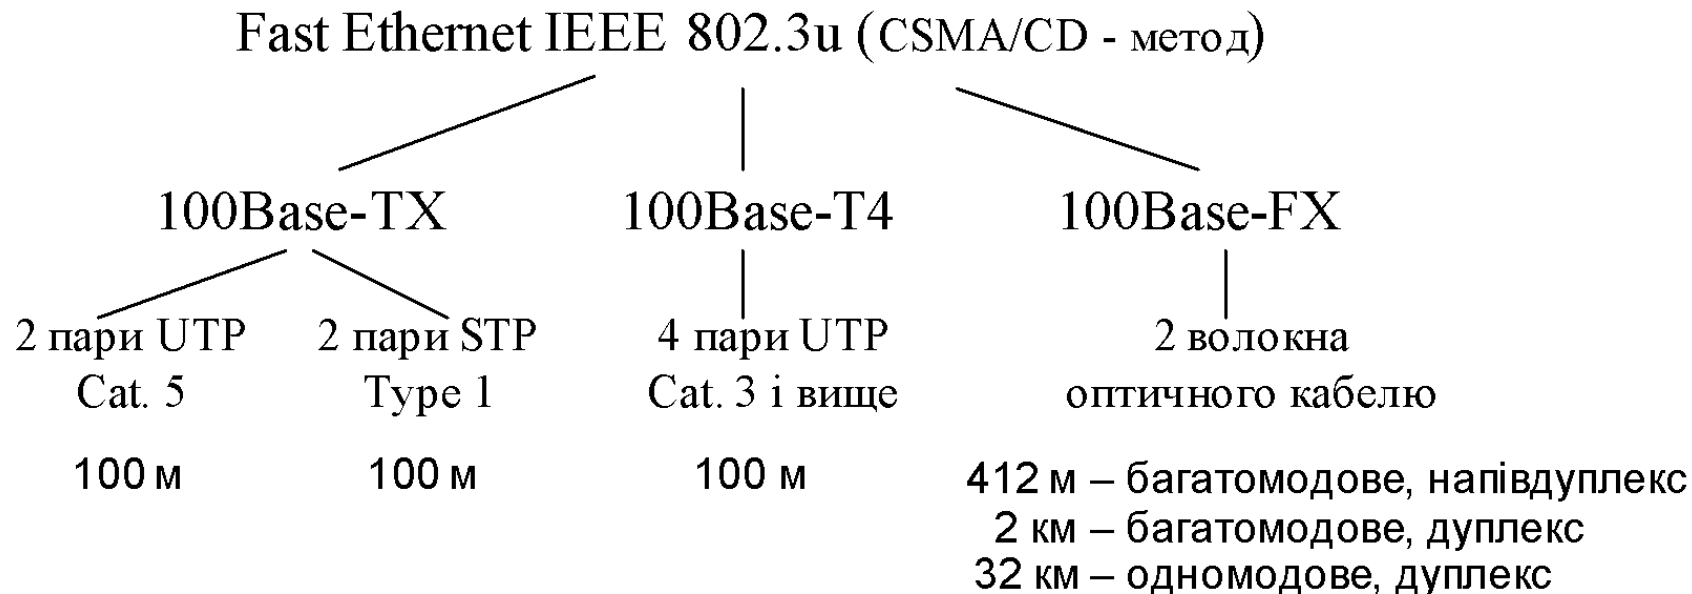 Fast Ethernet IEEE 802.3u (CSMA/CD - метод)
100Base-TX 100Base-T4 100Base-FX
2 пари UTP 2 пари STP 4 пари UTP 2 волокна
Cat. 5 Type 1 Cat. 3 і вище оптичного кабелю
100 м 100 м 100 м 412 м – багатомодове, напівдуплекс
2 км – багатомодове, дуплекс
32 км – одномодове, дуплекс